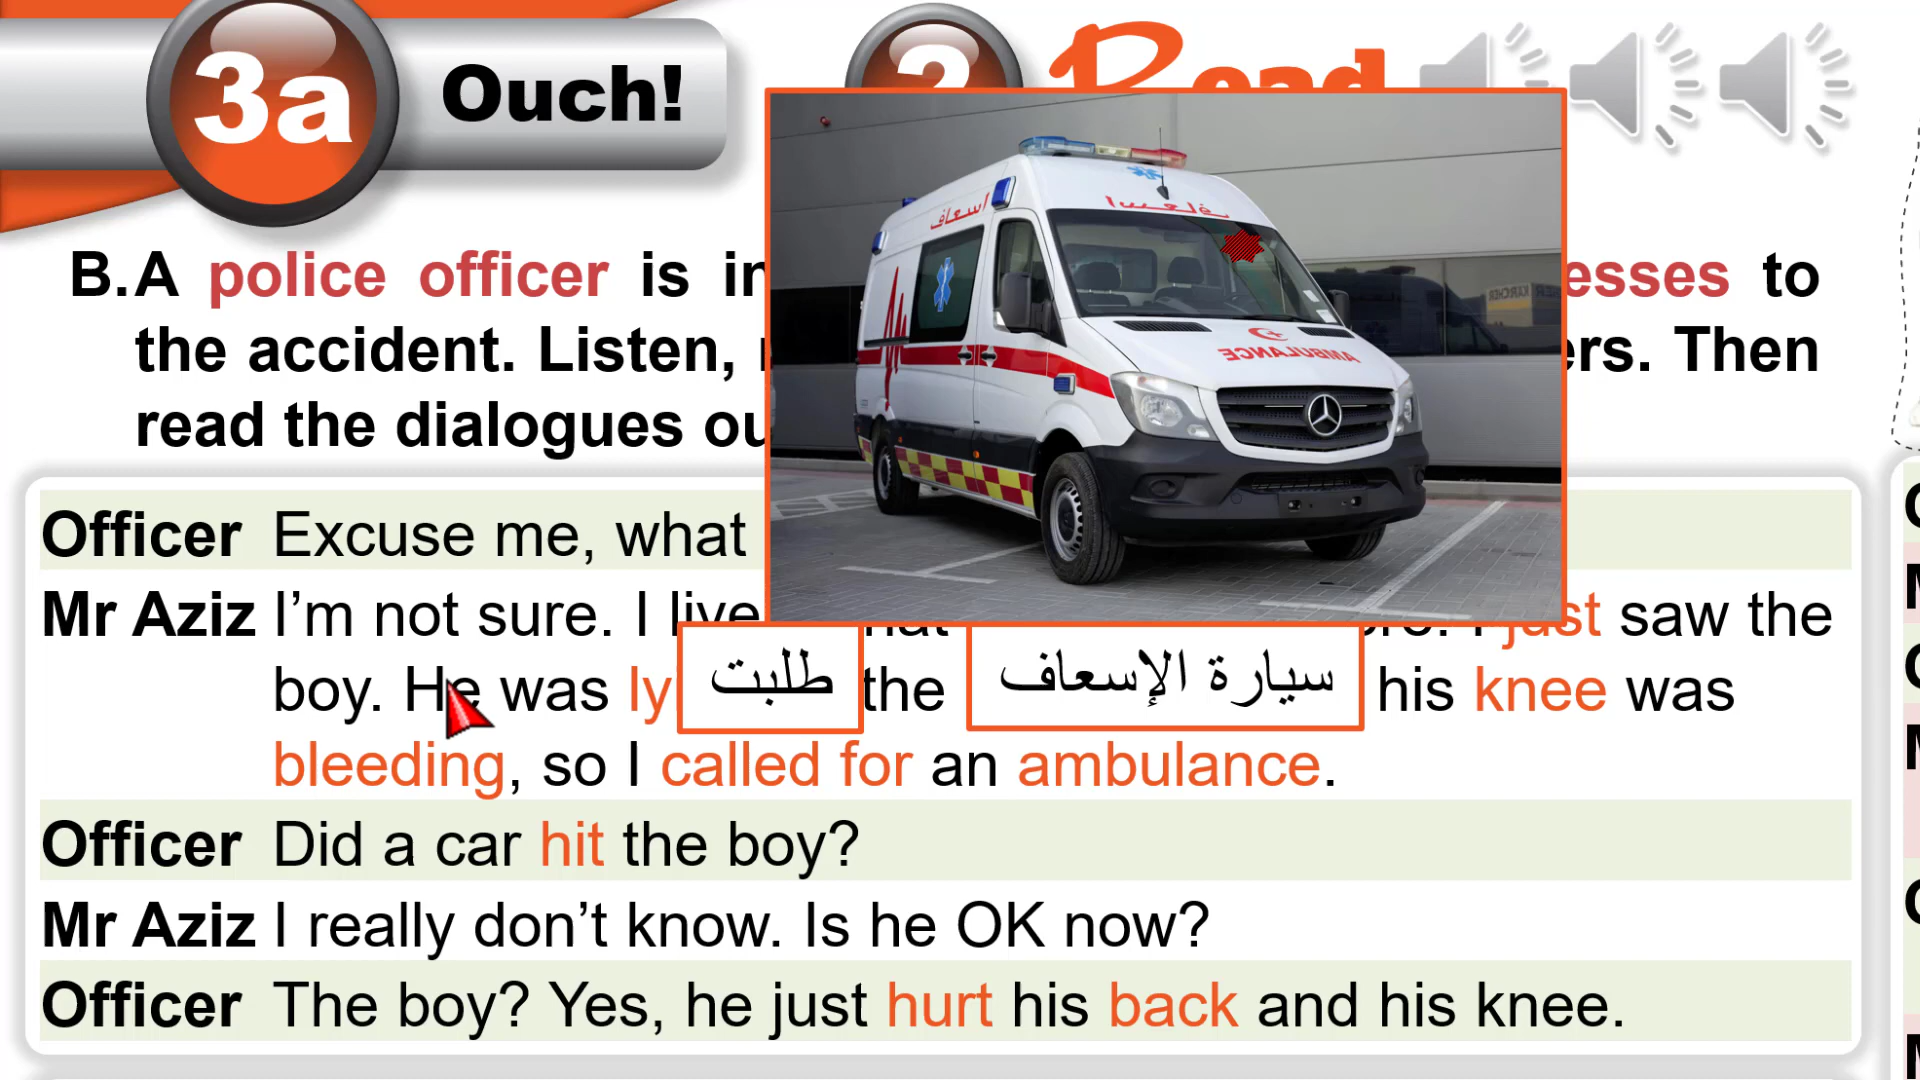 3a Ouch!
B. A police officer is in esses to
the accident. Listen, ers. Then
read the dialogues ou
اسعاف
AMBULANCE
Officer Excuse me, what
Mr Aziz I'm not sure. I live saw the
boy. He was ly طلبت the سيارة الإسعاف his knee was
bleeding, so I called for an ambulance.
Officer Did a car hit the boy?
Mr Aziz I really don't know. Is he OK now?
Officer The boy? Yes, he just hurt his back and his knee.